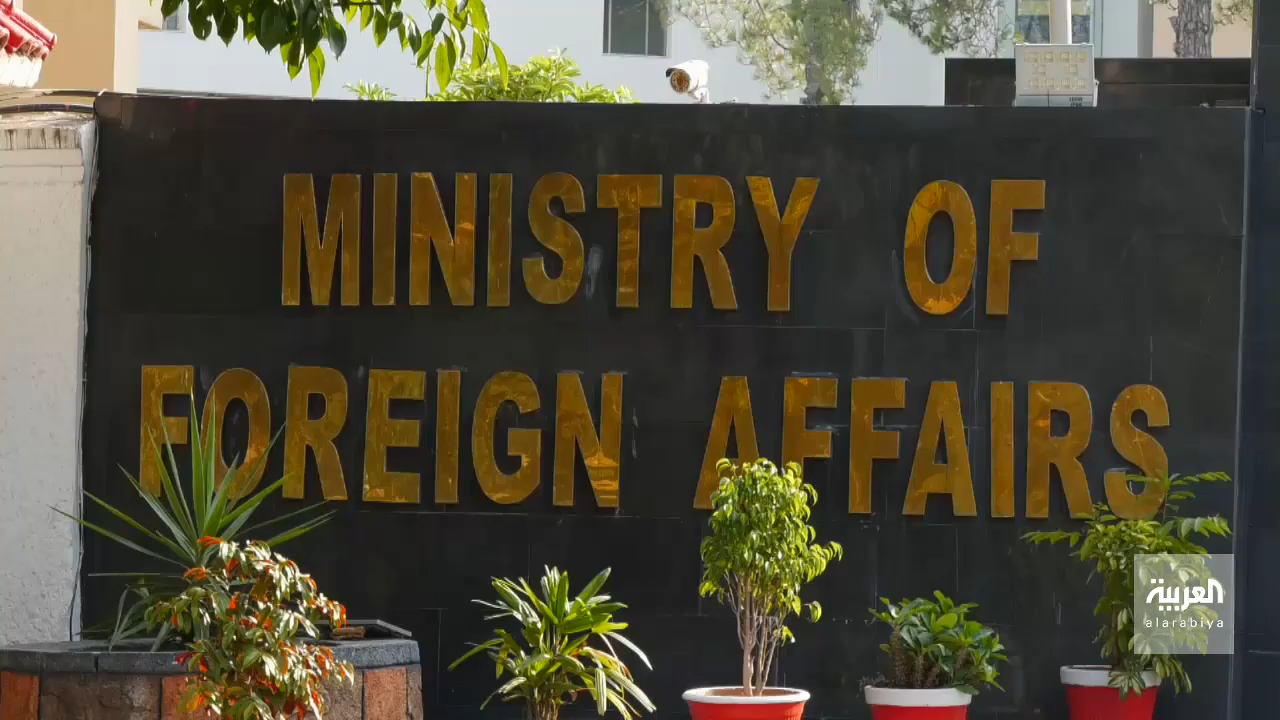 MINISTRY OF
FOREIGN AFFAIRS
العربية
alarabiya